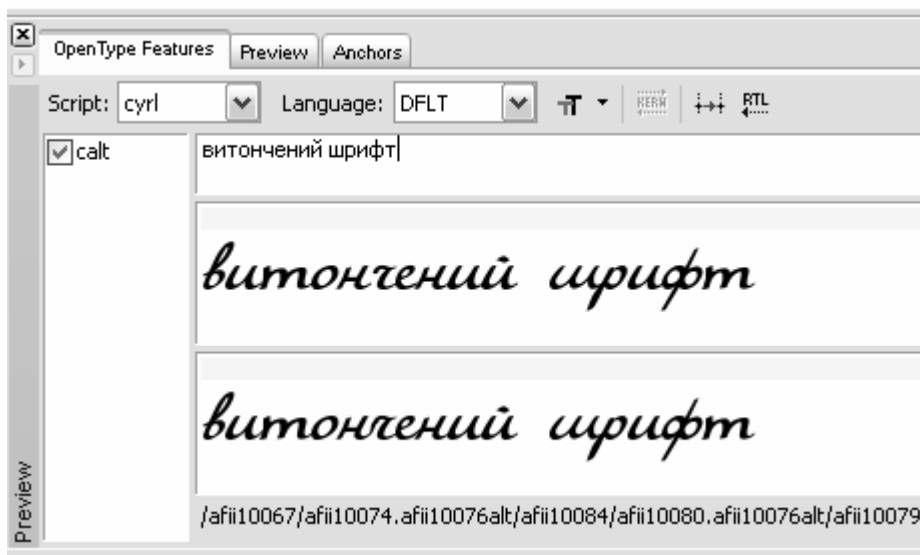 OpenType Features Preview Anchors
Script: cyrl Language: DFLT T KERN RTL
calt витончений шрифт
витончений шрифт
витончений шрифт
/afii10067/afii10074.afii10076alt/afii10084/afii10080.afii10076alt/afii10079
Preview